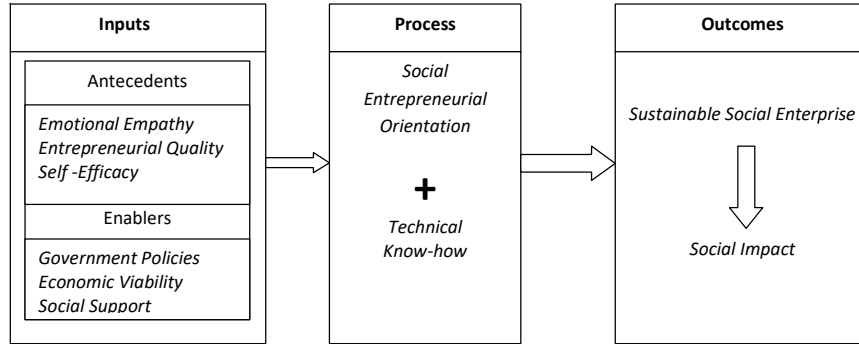 Inputs
Antecedents
Emotional Empathy
Entrepreneurial Quality
Self -Efficacy
Enablers
Government Policies
Economic Viability
Social Support
Process
Social
Entrepreneurial
Orientation
+
Technical
Know-how
Outcomes
Sustainable Social Enterprise
Social Impact